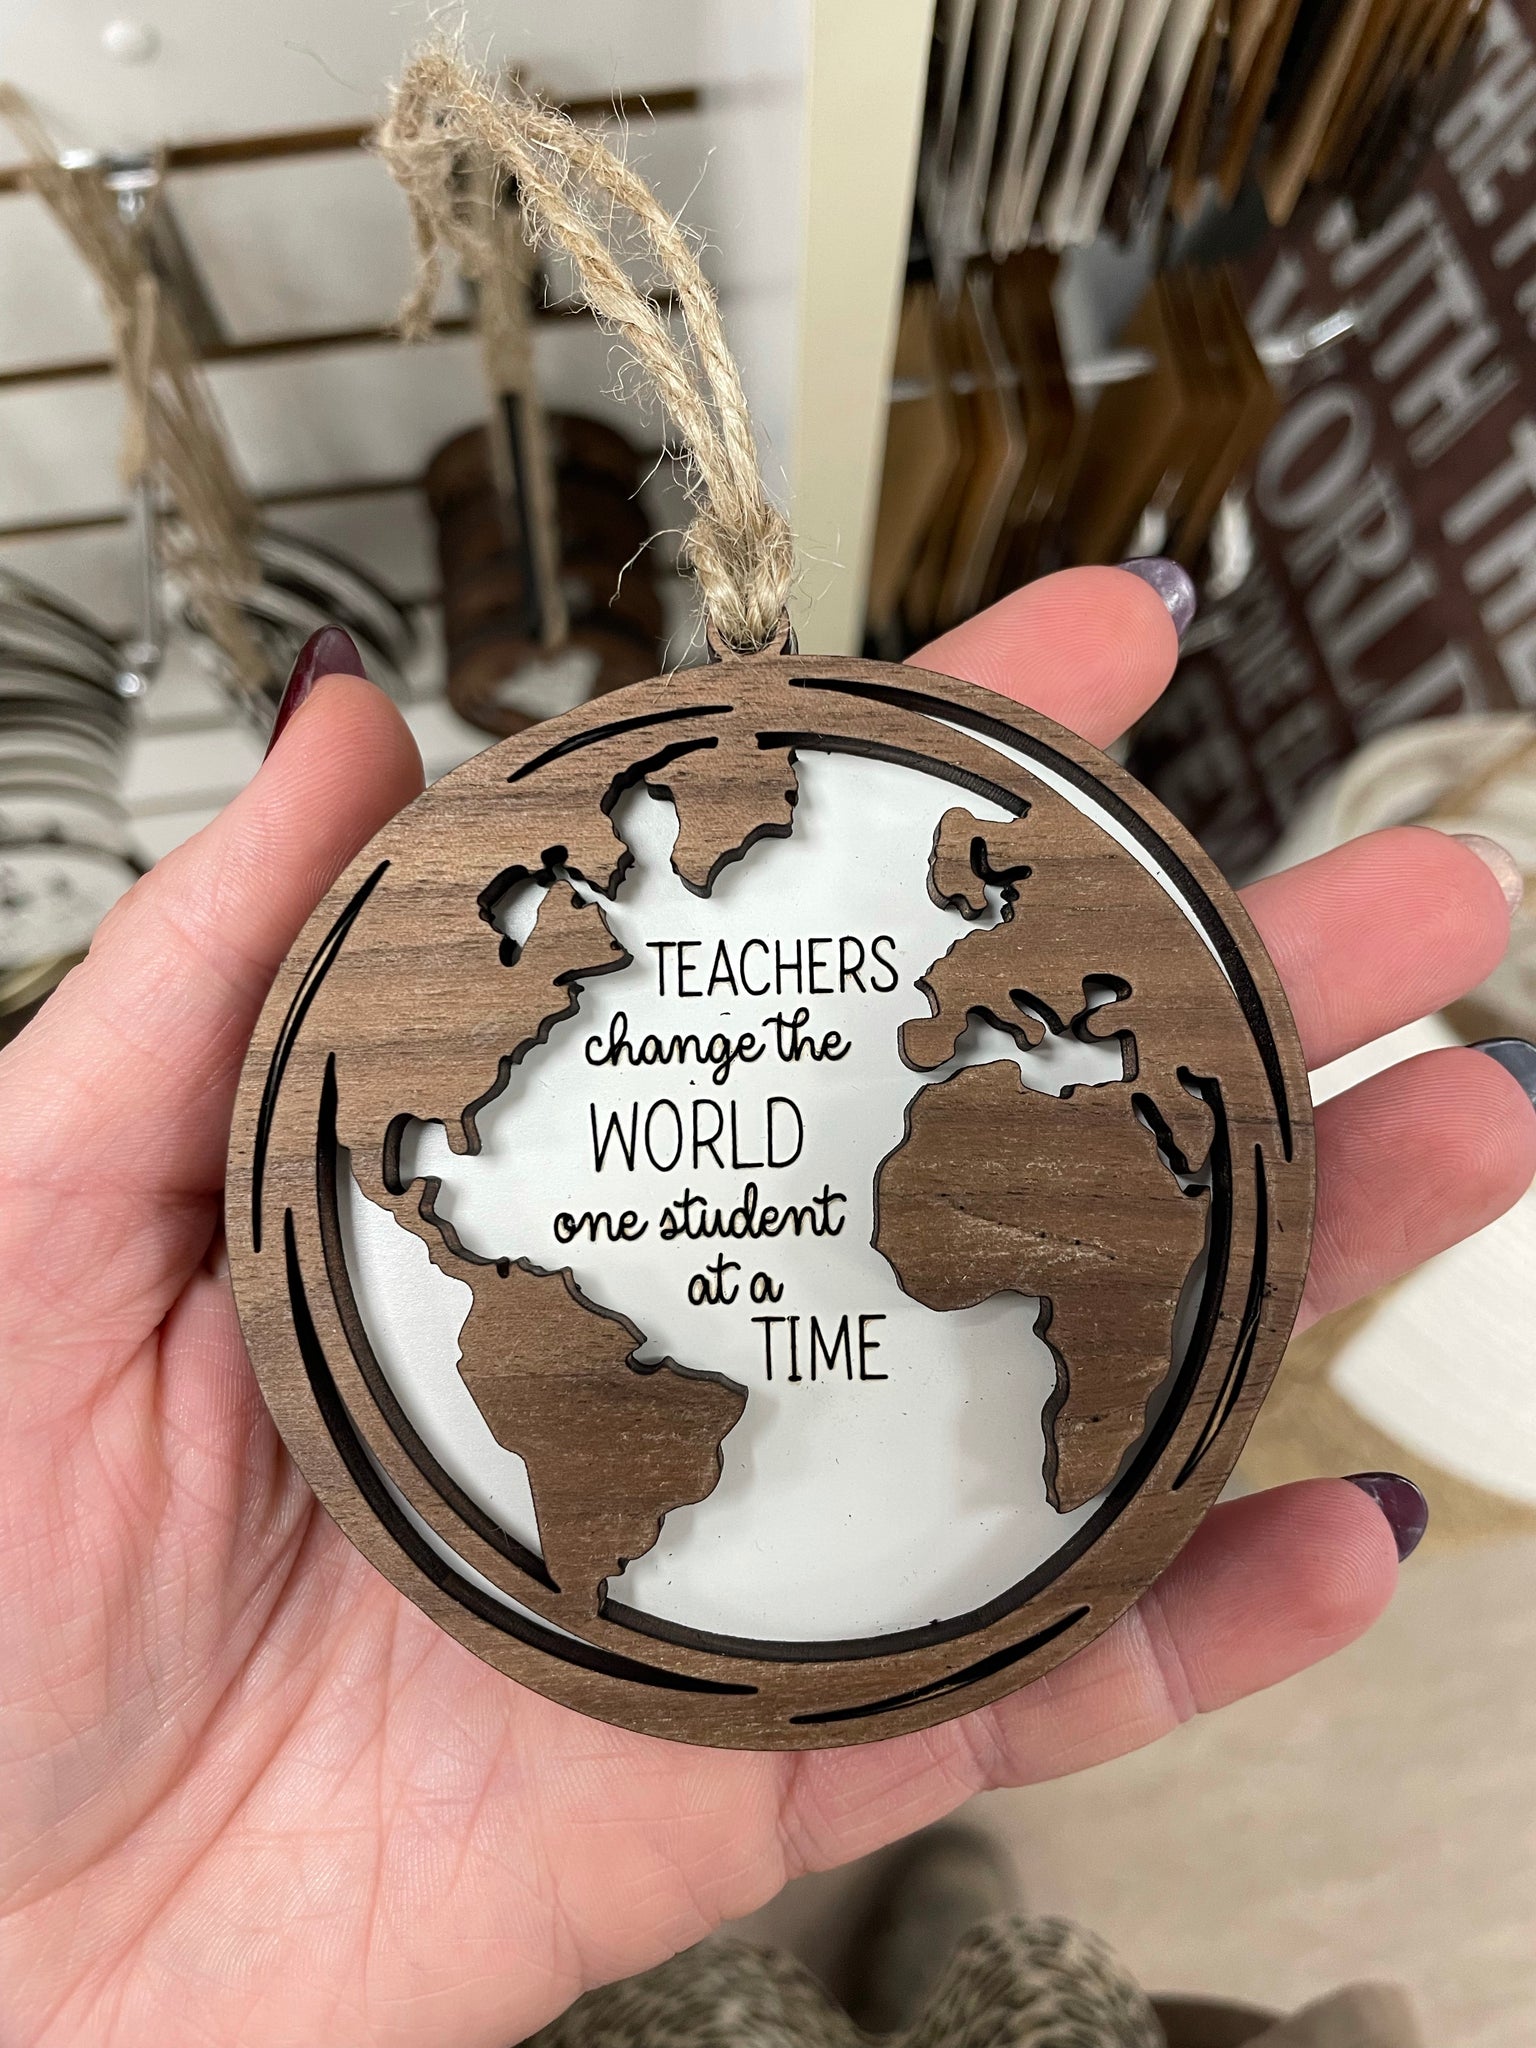 TEACHERS
change the
WORLD
one student
at a
TIME